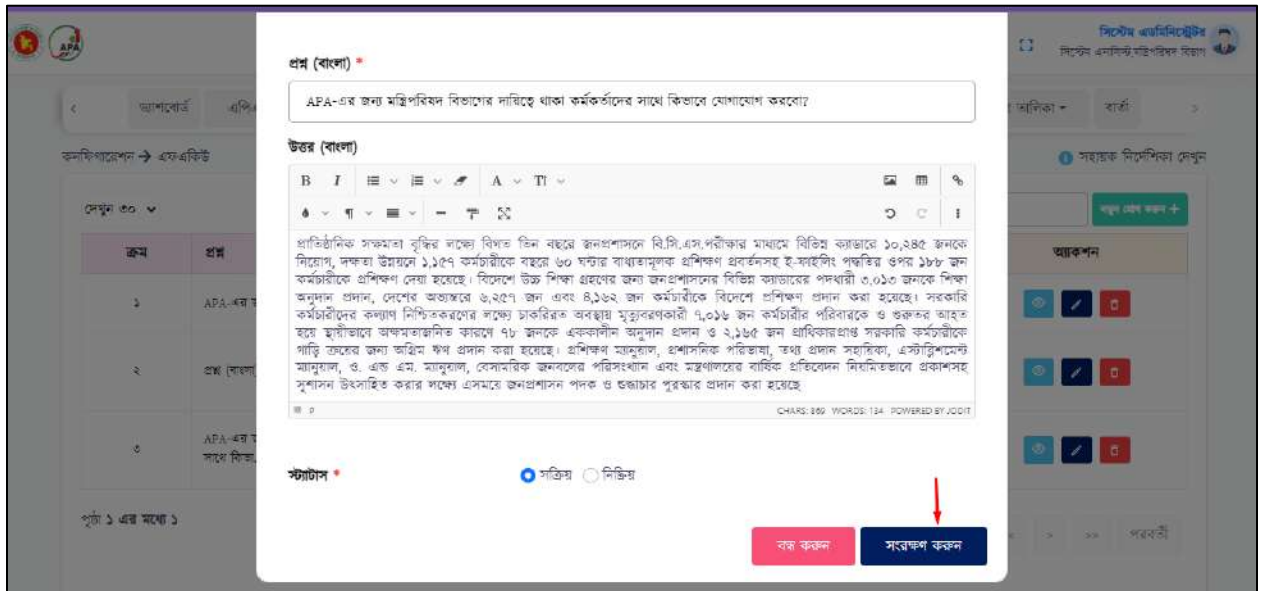 APA
সিস্টেম এডমিনিস্ট্রেটর
সিস্টেম এডমিন, মন্ত্রিপরিষদ বিভাগ
প্রশ্ন (বাংলা) *
APA-এর জন্য মন্ত্রিপরিষদ বিভাগের দায়িত্বে থাকা কর্মকর্তাদের সাথে কিভাবে যোগাযোগ করবো?
ড্যাশবোর্ড
তালিকা
বার্তা
উত্তর (বাংলা)
কনফিগারেশন → এফএকিউ
সহায়ক নির্দেশিকা দেখুন
B I A TI
দেখুন ৩০
নতুন যোগ করুন +
ক্রম প্রশ্ন অ্যাকশন
প্রাতিষ্ঠানিক সক্ষমতা বৃদ্ধির লক্ষ্যে বিগত তিন বছরে জনপ্রশাসনে বি.সি.এস.পরীক্ষার মাধ্যমে বিভিন্ন ক্যাডারে ১০,২৪৫ জনকে
নিয়োগ, দক্ষতা উন্নয়নে ১,১৫৭ কর্মচারীকে বছরে ৬০ ঘন্টার বাধ্যতামূলক প্রশিক্ষণ প্রবর্তনসহ ই-ফাইলিং পদ্ধতির ওপর ১৮৮ জন
কর্মচারীকে প্রশিক্ষণ দেয়া হয়েছে। বিদেশে উচ্চ শিক্ষা গ্রহণের জন্য জনপ্রশাসনের বিভিন্ন ক্যাডারের পদধারী ৩,০১৩ জনকে শিক্ষা
অনুদান প্রদান, দেশের অভ্যন্তরে ৬,২৫৭ জন এবং ৪,১৬২ জন কর্মচারীকে বিদেশে প্রশিক্ষণ প্রদান করা হয়েছে। সরকারি
কর্মচারীদের কল্যাণ নিশ্চিতকরণের লক্ষ্যে চাকরিরত অবস্থায় মৃত্যুবরণকারী ৭,০১৬ জন কর্মচারীর পরিবারকে ও গুরুতর আহত
হয়ে স্থায়ীভাবে অক্ষমতাজনিত কারণে ৭৮ জনকে এককালীন অনুদান প্রদান ও ২,১৬৫ জন প্রাধিকারপ্রাপ্ত সরকারি কর্মচারীকে
গাড়ি ক্রয়ের জন্য অগ্রিম ঋণ প্রদান করা হয়েছে। প্রশিক্ষণ ম্যানুয়াল, প্রশাসনিক পরিভাষা, তথ্য প্রদান সহায়িকা, এস্টাব্লিশমেন্ট
ম্যানুয়াল, ও. এন্ড এম. ম্যানুয়াল, বেসামরিক জনবলের পরিসংখ্যান এবং মন্ত্রণালয়ের বার্ষিক প্রতিবেদন নিয়মিতভাবে প্রকাশসহ
সুশাসন উৎসাহিত করার লক্ষ্যে এসময়ে জনপ্রশাসন পদক ও শুদ্ধাচার পুরস্কার প্রদান করা হয়েছে
CHARS: 869 WORDS: 134 POWERED BY JODIT
১ APA-এর
২ প্রশ্ন (বাংলা)
৩ APA-এর
সাথে কিভা.
স্ট্যাটাস * সক্রিয় নিষ্ক্রিয়
পৃষ্ঠা ১ এর মধ্যে ১
বন্ধ করুন সংরক্ষণ করুন
> >> পরবর্তী